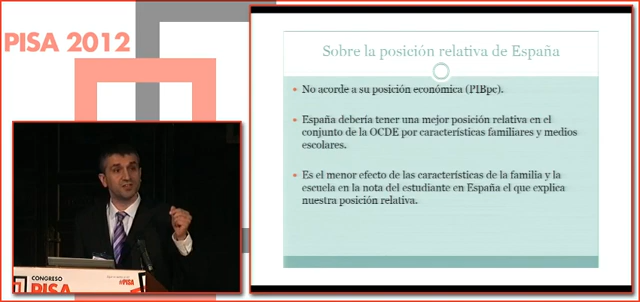 PISA 2012
Sobre la posición relativa de España
No acorde a su posición económica (PIBpc).
España debería tener una mejor posición relativa en el
conjunto de la OCDE por características familiares y medios
escolares.
Es el menor efecto de las características de la familia y la
escuela en la nota del estudiante en España el que explica
nuestra posición relativa.
CONGRESO
PISA
#PISA